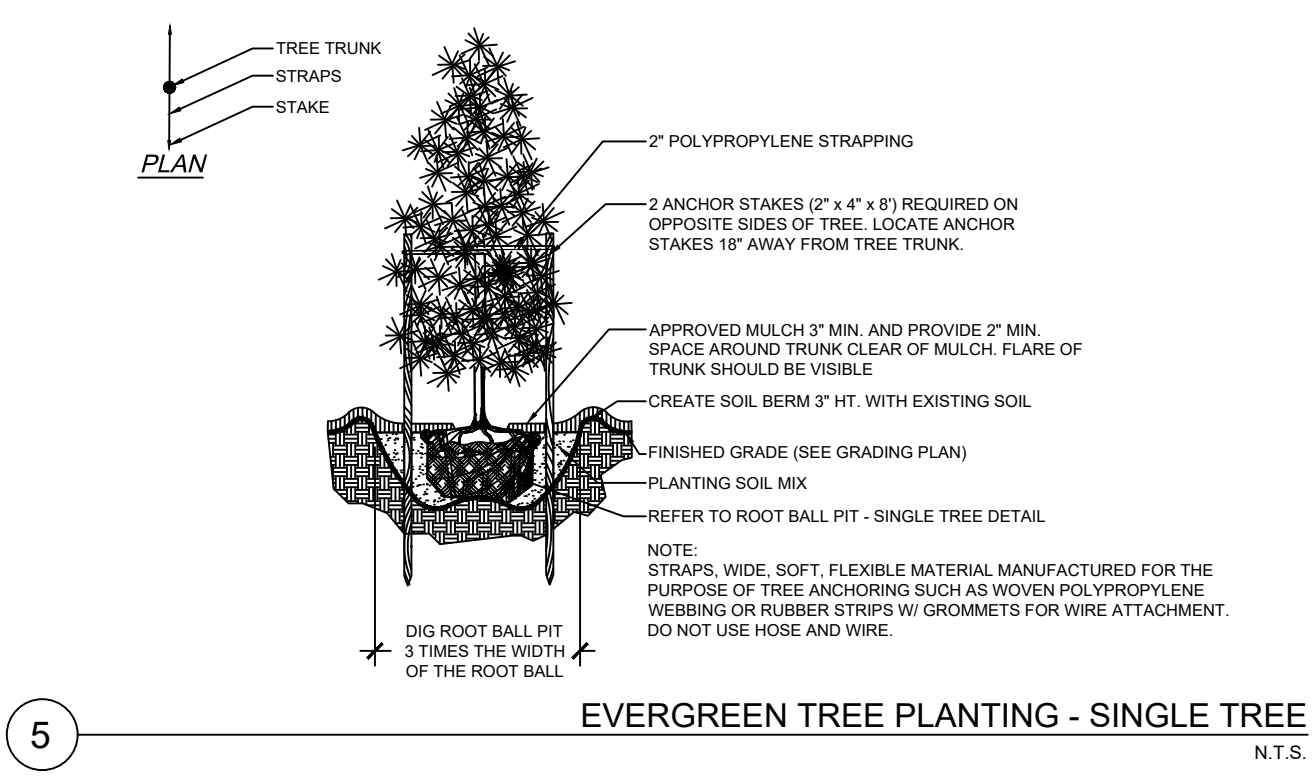 TREE TRUNK
STRAPS
STAKE
PLAN
2" POLYPROPYLENE STRAPPING
2 ANCHOR STAKES (2" x 4" x 8') REQUIRED ON
OPPOSITE SIDES OF TREE. LOCATE ANCHOR
STAKES 18" AWAY FROM TREE TRUNK.
APPROVED MULCH 3" MIN. AND PROVIDE 2" MIN.
SPACE AROUND TRUNK CLEAR OF MULCH. FLARE OF
TRUNK SHOULD BE VISIBLE
CREATE SOIL BERM 3" HT. WITH EXISTING SOIL
FINISHED GRADE (SEE GRADING PLAN)
PLANTING SOIL MIX
REFER TO ROOT BALL PIT - SINGLE TREE DETAIL
NOTE:
STRAPS, WIDE, SOFT, FLEXIBLE MATERIAL MANUFACTURED FOR THE
PURPOSE OF TREE ANCHORING SUCH AS WOVEN POLYPROPYLENE
WEBBING OR RUBBER STRIPS W/ GROMMETS FOR WIRE ATTACHMENT.
DO NOT USE HOSE AND WIRE.
DIG ROOT BALL PIT
3 TIMES THE WIDTH
OF THE ROOT BALL
5
EVERGREEN TREE PLANTING - SINGLE TREE
N.T.S.